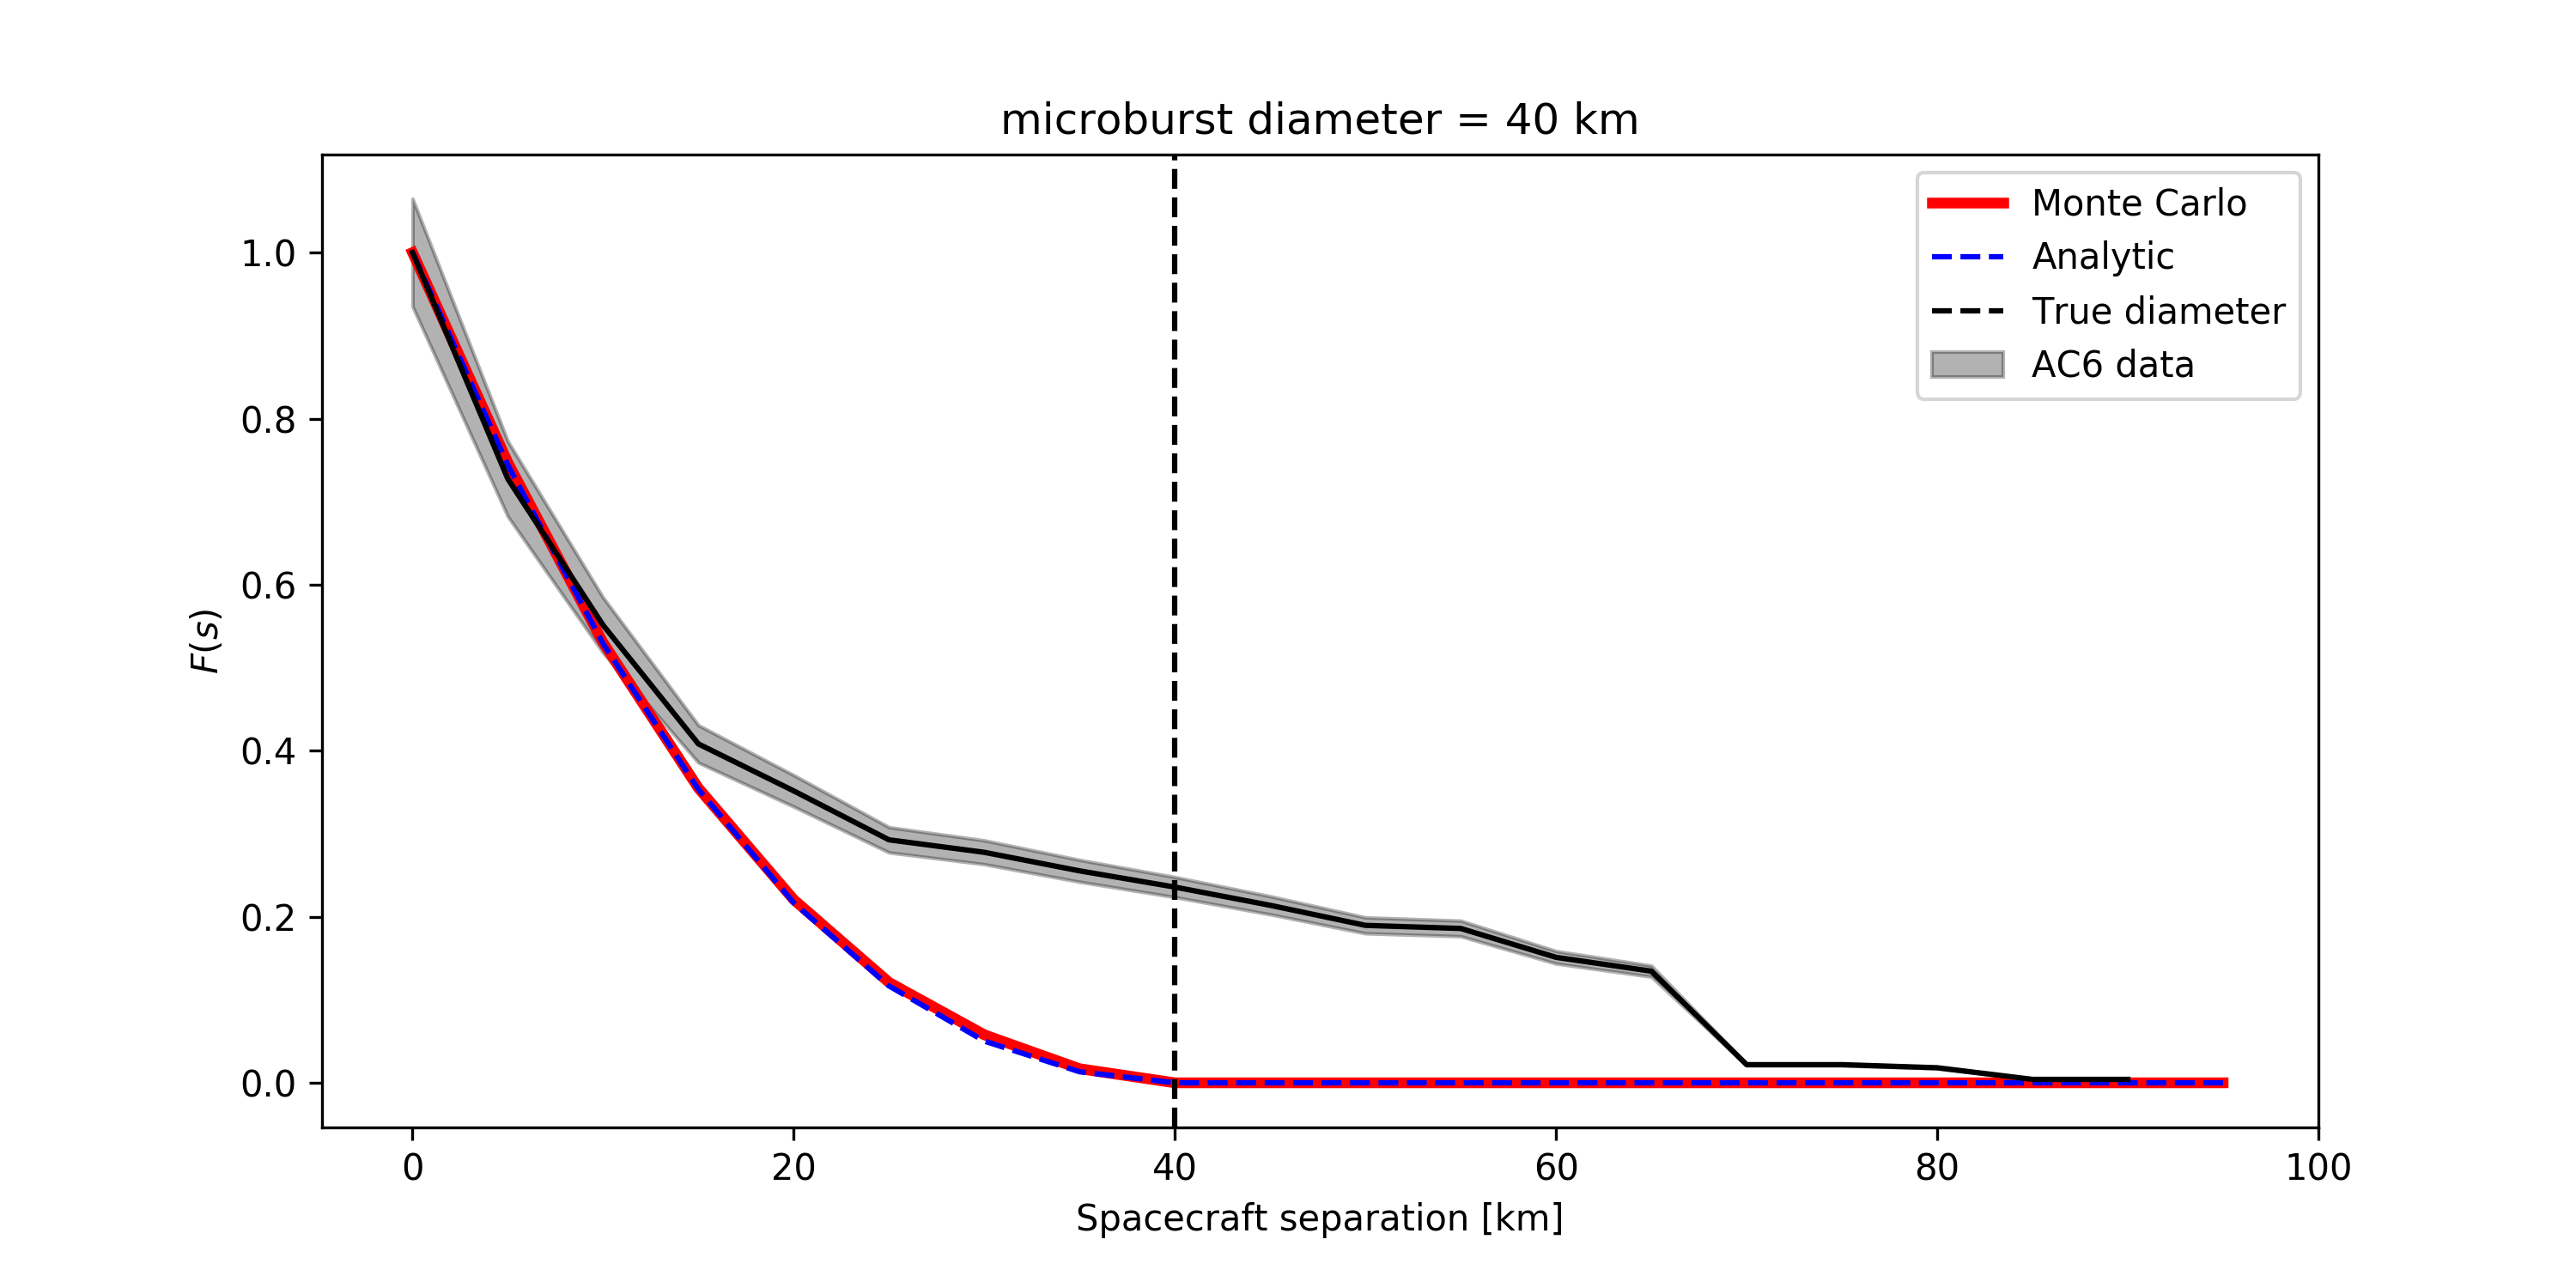 microburst diameter = 40 km
Monte Carlo
Analytic
True diameter
AC6 data
1.0
0.8
0.6
0.4
0.2
0.0
F(s)
0 20 40 60 80 100
Spacecraft separation [km]